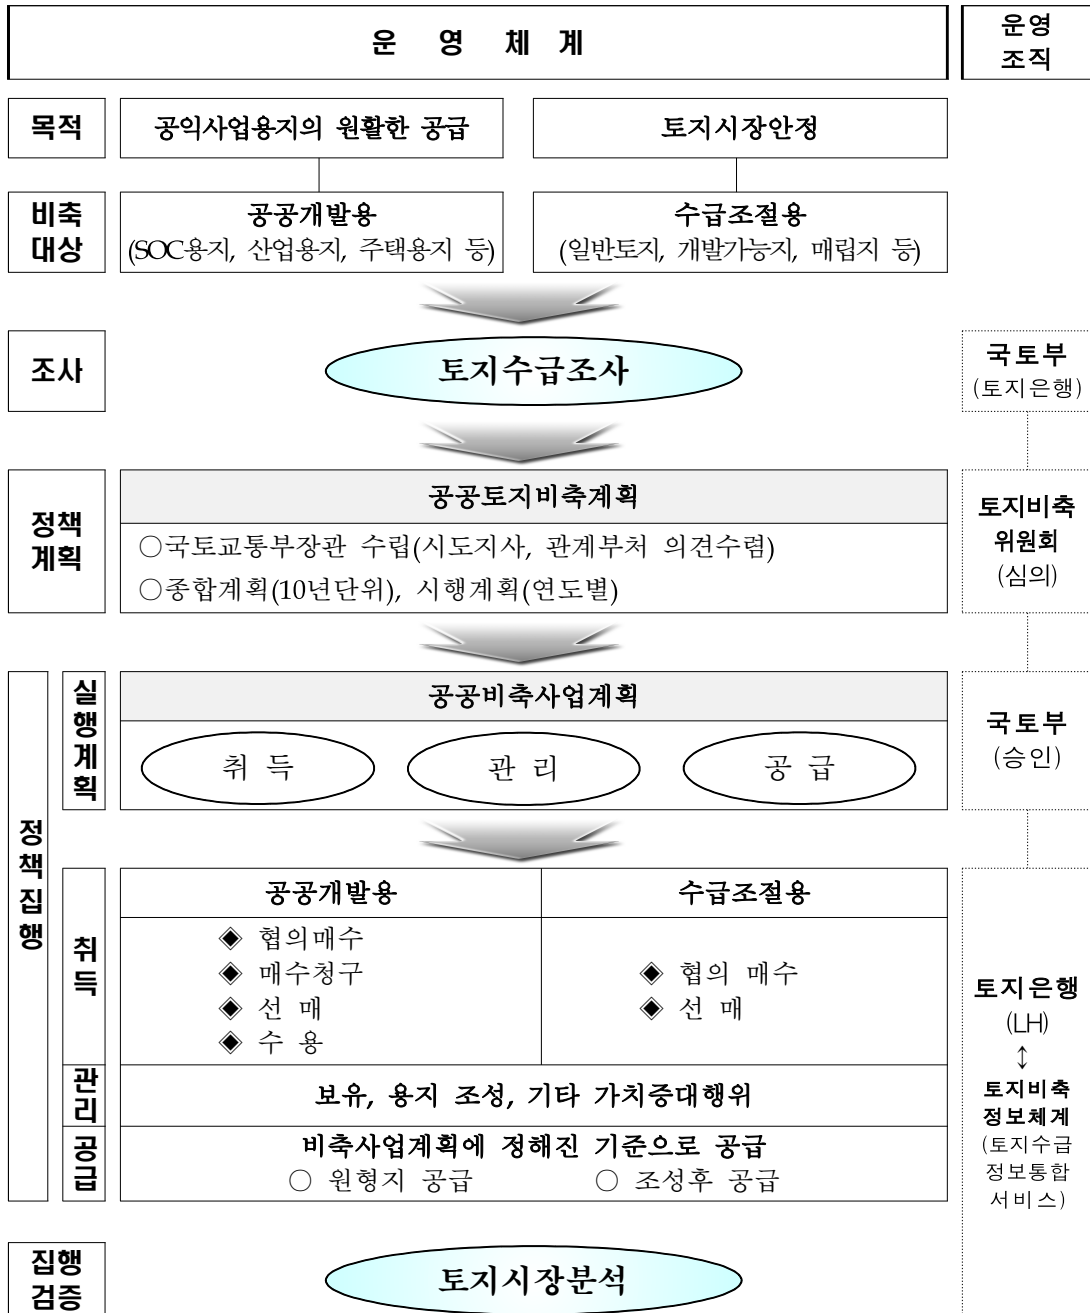 운 영 체 계
운영
조직
목적
공익사업용지의 원활한 공급
토지시장안정
비축
대상
공공개발용
(SOC용지, 산업용지, 주택용지 등)
수급조절용
(일반토지, 개발가능지, 매립지 등)
조사
토지수급조사
국토부
(토지은행)
정책
계획
공공토지비축계획
○국토교통부장관 수립(시도지사, 관계부처 의견수렴)
○종합계획(10년단위), 시행계획(연도별)
토지비축
위원회
(심의)
정책집행
실행계획
공공비축사업계획
취 득
관 리
공 급
국토부
(승인)
취득
공공개발용
◈ 협의매수
◈ 매수청구
◈ 선 매
◈ 수 용
수급조절용
◈ 협의 매수
◈ 선 매
관리
보유, 용지 조성, 기타 가치증대행위
공급
비축사업계획에 정해진 기준으로 공급
○ 원형지 공급 ○ 조성후 공급
토지은행
(LH)
↕
토지비축
정보체계
(토지수급
정보통합
서비스)
집행
검증
토지시장분석